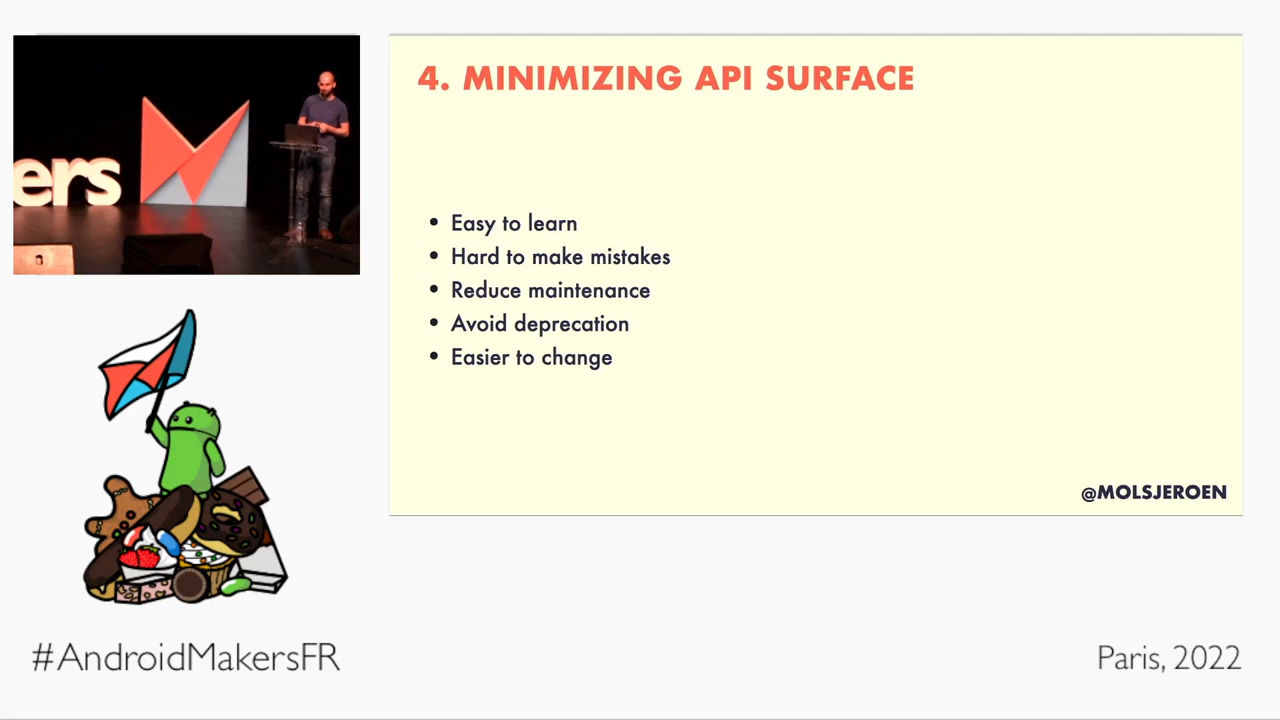 ers
4. MINIMIZING API SURFACE
• Easy to learn
• Hard to make mistakes
• Reduce maintenance
• Avoid deprecation
• Easier to change
@MOLSJEROEN
#AndroidMakersFR
Paris, 2022